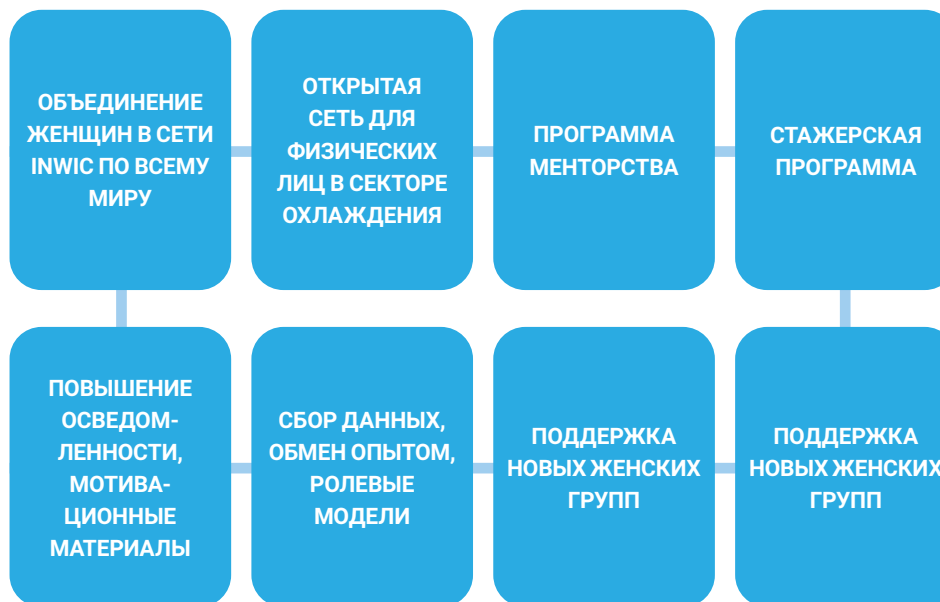 ОБЪЕДИНЕНИЕ
ЖЕНЩИН В СЕТИ
INWIC ПО ВСЕМУ
МИРУ
ОТКРЫТАЯ
СЕТЬ ДЛЯ
ФИЗИЧЕСКИХ
ЛИЦ В СЕКТОРЕ
ОХЛАЖДЕНИЯ
ПРОГРАММА
МЕНТОРСТВА
СТАЖЕРСКАЯ
ПРОГРАММА
ПОВЫШЕНИЕ
ОСВЕДОМ-
ЛЕННОСТИ,
МОТИВА-
ЦИОННЫЕ
МАТЕРИАЛЫ
СБОР ДАННЫХ,
ОБМЕН ОПЫТОМ,
РОЛЕВЫЕ
МОДЕЛИ
ПОДДЕРЖКА
НОВЫХ ЖЕНСКИХ
ГРУПП
ПОДДЕРЖКА
НОВЫХ ЖЕНСКИХ
ГРУПП